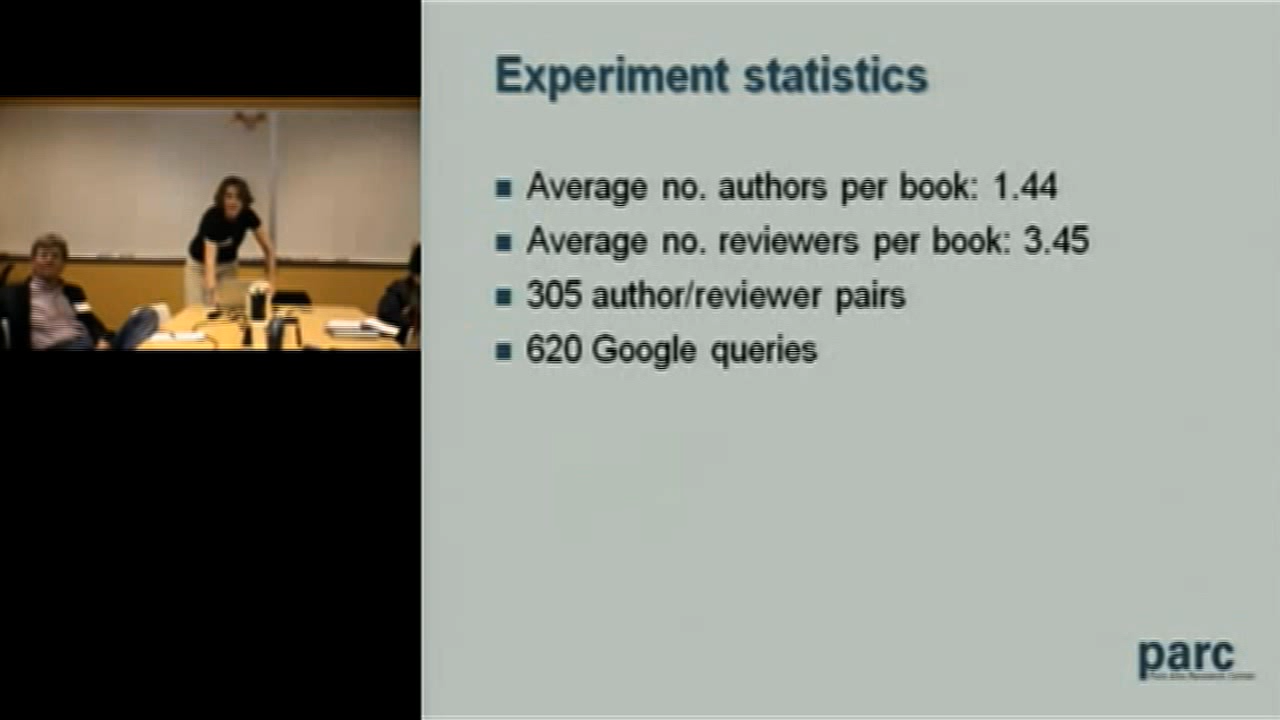 Experiment statistics
Average no. authors per book: 1.44
Average no. reviewers per book: 3.45
305 author/reviewer pairs
620 Google queries
parc